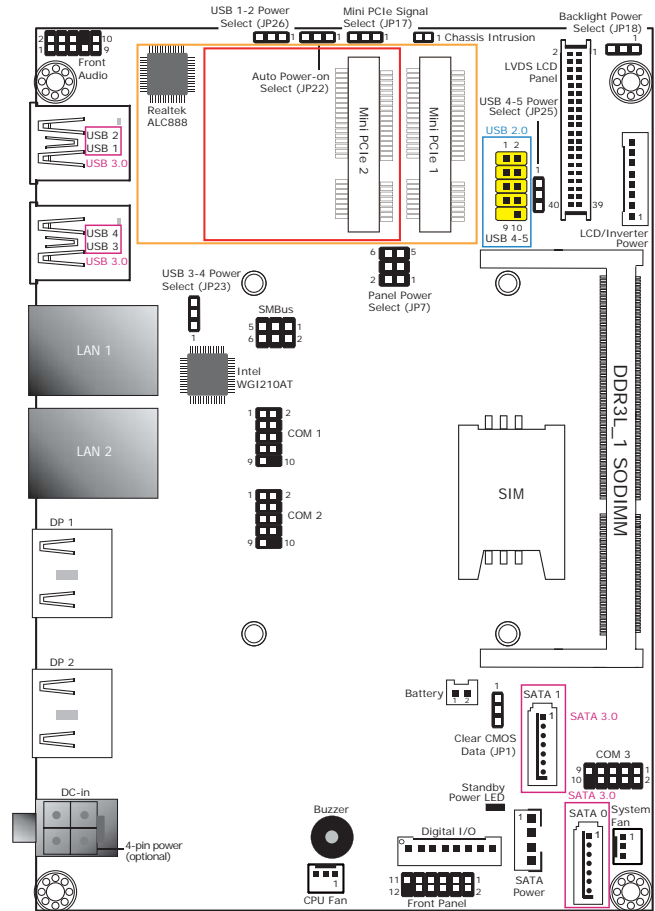 USB 1-2 Power
Select (JP26)
Mini PCIe Signal
Select (JP17)
Backlight Power
Select (JP18)
2
10
1
9
Front
Audio
1
1
1
1 Chassis Intrusion
1
Auto Power-on
Select (JP22)
2
1
LVDS LCD
Panel
Realtek
ALC888
Mini PCIe 2
Mini PCIe 1
USB 4-5 Power
Select (JP25)
USB 2.0
1 2
1
9 10
USB 4-5
40
39
1
LCD/Inverter
Power
USB 2
USB 1
USB 3.0
USB 4
USB 3
USB 3.0
USB 3-4 Power
Select (JP23)
1
6
5
2
1
Panel Power
Select (JP7)
SMBus
5
1
6
2
LAN 1
Intel
WGI210AT
DDR3L_1 SODIMM
LAN 2
1
2
COM 1
9
10
SIM
1
2
COM 2
9
10
DP 1
DP 2
Battery
1 2
1
Clear CMOS
Data (JP1)
SATA 1
1
SATA 3.0
COM 3
9
1
10
2
Standby
Power LED
SATA 3.0
SATA 0
1
System
Fan
1
DC-in
4-pin power
(optional)
Buzzer
1
CPU Fan
Digital I/O
11
1
12
2
Front Panel
1
SATA
Power